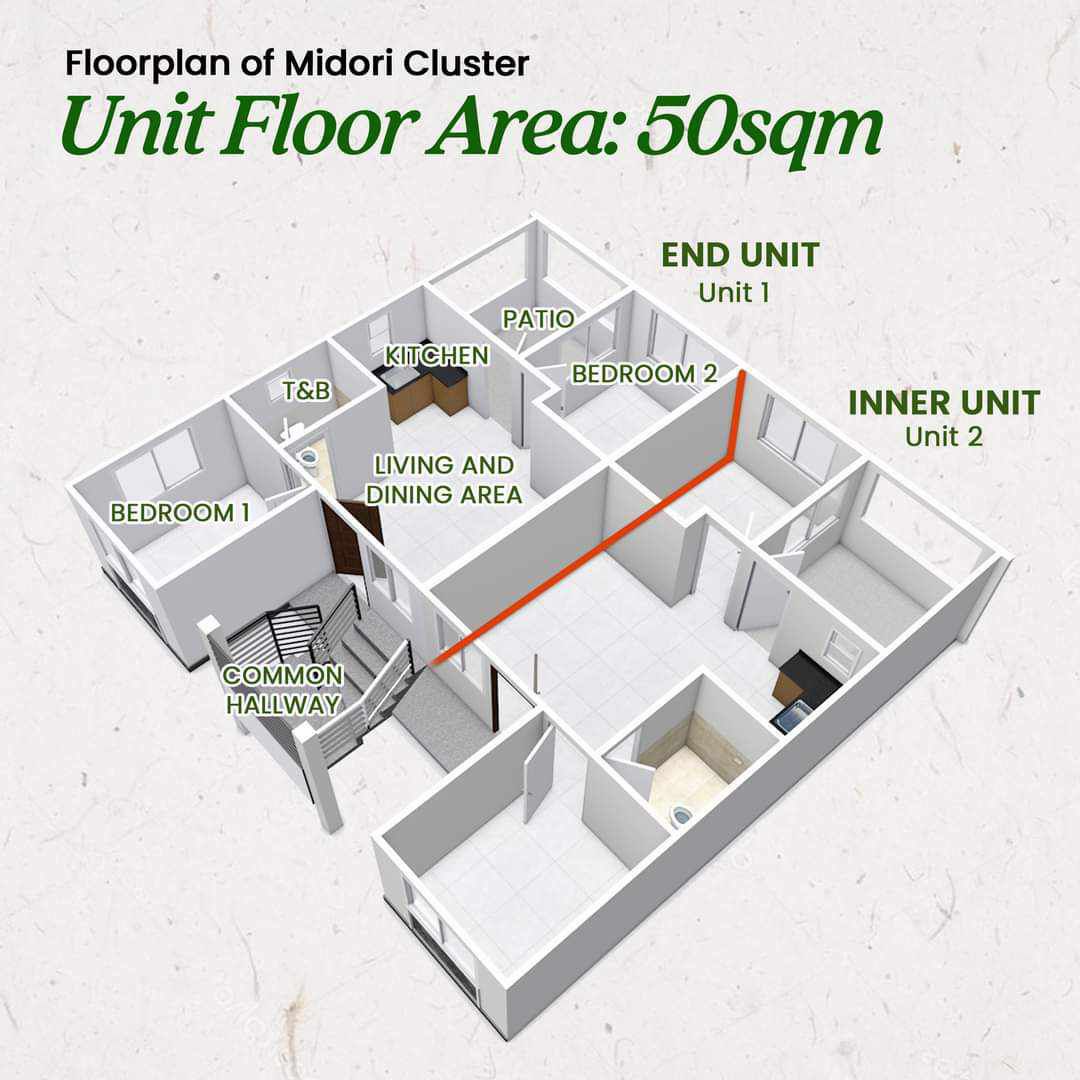 Floorplan of Midori Cluster
Unit Floor Area: 50sqm
END UNIT
Unit 1
PATIO
KITCHEN
BEDROOM 2
T&B
INNER UNIT
Unit 2
LIVING AND
DINING AREA
BEDROOM 1
COMMON
HALLWAY